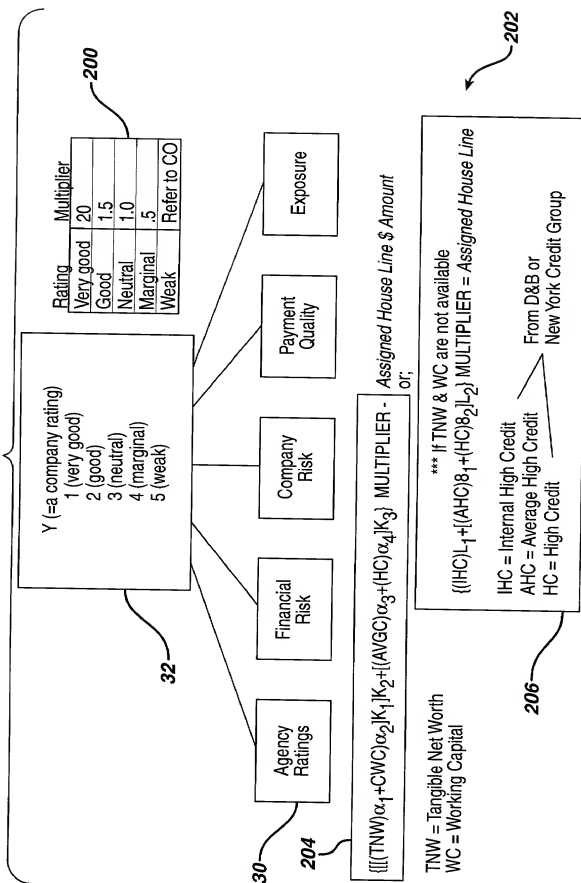 Y (=a company rating)
1 (very good)
2 (good)
3 (neutral)
4 (marginal)
5 (weak)
32
Rating Multiplier
Very good 20
Good 1.5
Neutral 1.0
Marginal .5
Weak Refer to CO
200
Agency
Ratings
30
Financial
Risk
Company
Risk
Payment
Quality
Exposure
204
{[[(TNW)α1+CWC)α2]K1]K2+[(AVGC)α3+(HC)α4]K3} MULTIPLIER - Assigned House Line $ Amount
or;
TNW = Tangible Net Worth
WC = Working Capital
202
*** If TNW & WC are not available
{(IHC)L1+[(AHC)81+(HC)82]L2} MULTIPLIER = Assigned House Line
IHC = Internal High Credit
AHC = Average High Credit
HC = High Credit
From D&B or
New York Credit Group
206